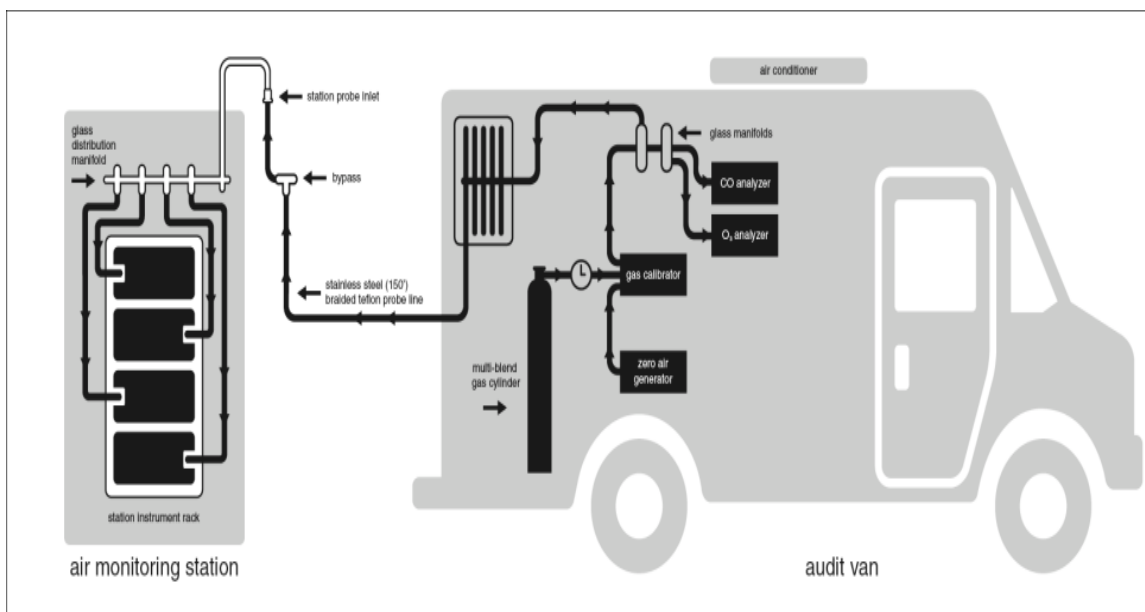 air conditioner
station probe inlet
glass
distribution
manifold
glass manifolds
bypass
CO analyzer
O₃ analyzer
gas calibrator
stainless steel (150')
braided teflon probe line
multi-blend
gas cylinder
zero air
generator
station instrument rack
air monitoring station
audit van